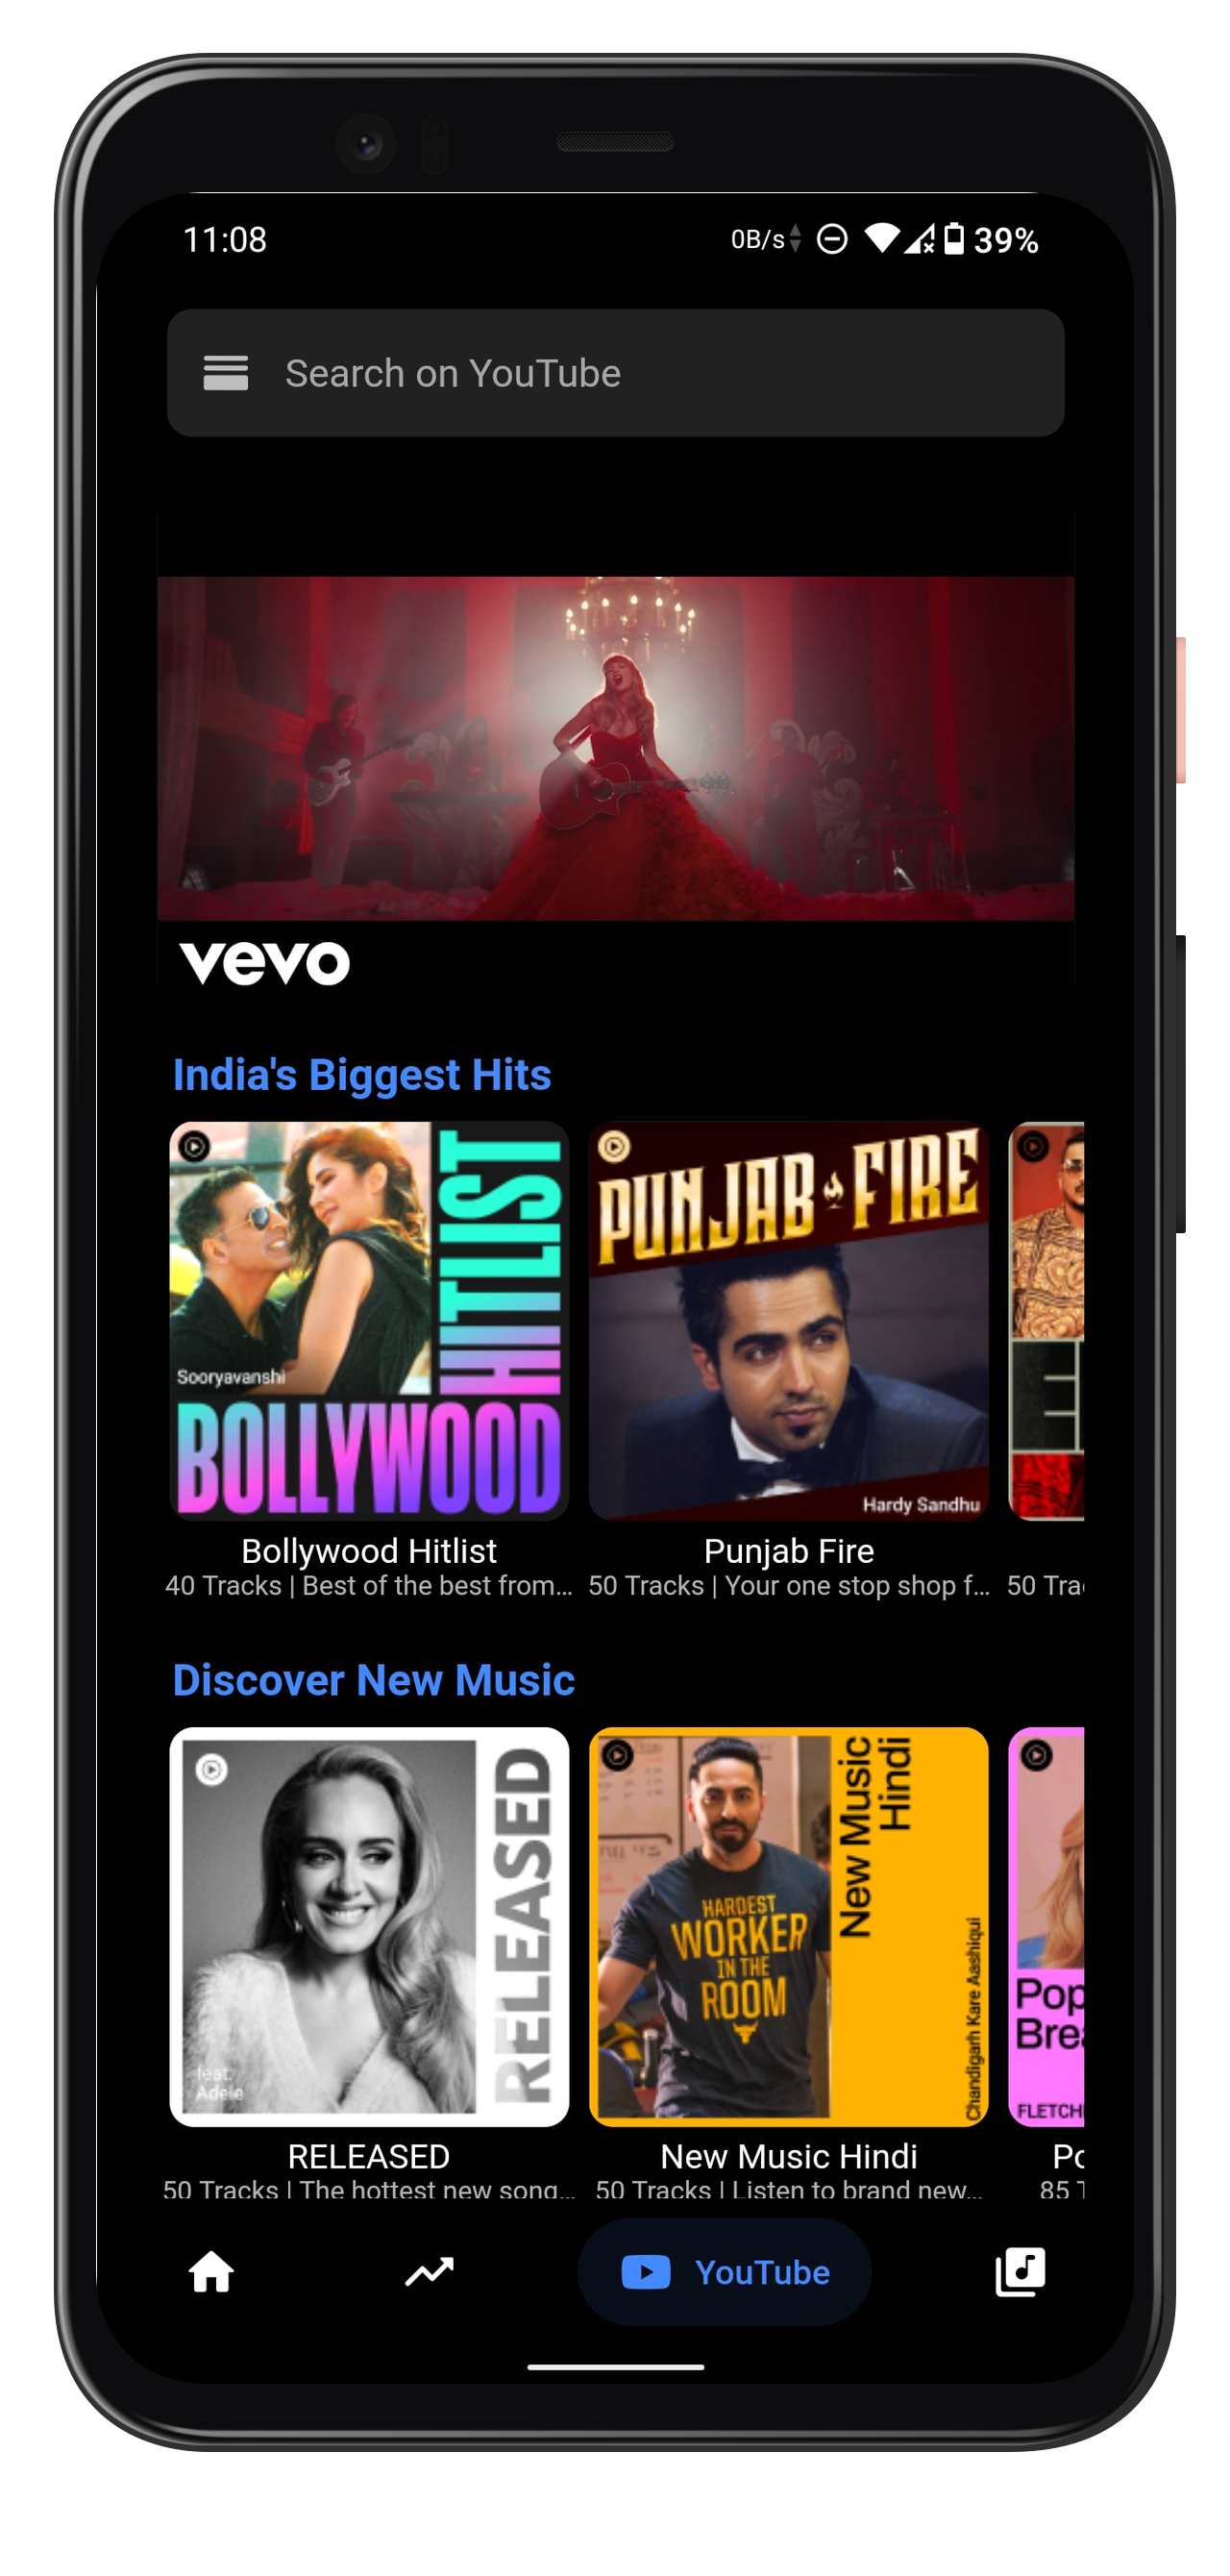 11:08
0B/s
39%
Search on YouTube
vevo
India's Biggest Hits
HITLIST
Sooryavanshi
BOLLYWOOD
PUNJAB FIRE
Hardy Sandhu
Bollywood Hitlist
Punjab Fire
40 Tracks | Best of the best from...
50 Tracks | Your one stop shop f...
50 Tra
Discover New Music
RELEASED
feat.
Adele
New Music
Hindi
HARDEST
WORKER
IN THE
ROOM
Chandigarh Kare Aashiqui
Pop
Brea
FLETCH
RELEASED
New Music Hindi
Po
50 Tracks | The hottest new song...
50 Tracks | Listen to brand new...
85 T
YouTube